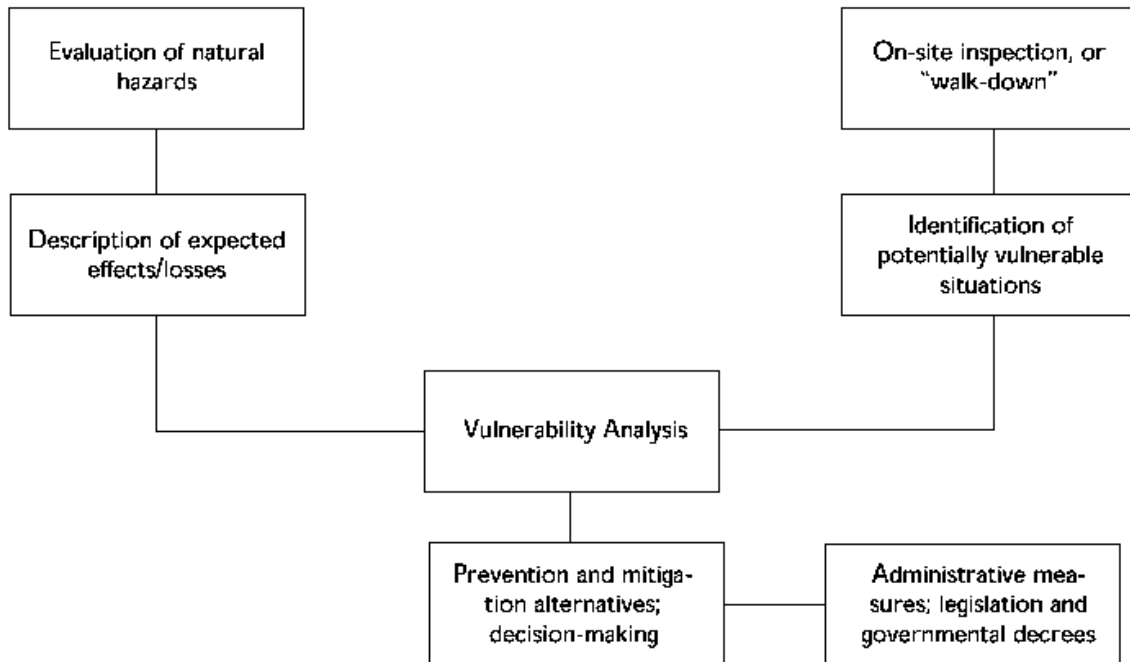 Evaluation of natural
hazards
On-site inspection, or
“walk-down”
Description of expected
effects/losses
Identification of
potentially vulnerable
situations
Vulnerability Analysis
Prevention and mitiga-
tion alternatives;
decision-making
Administrative mea-
sures; legislation and
governmental decrees